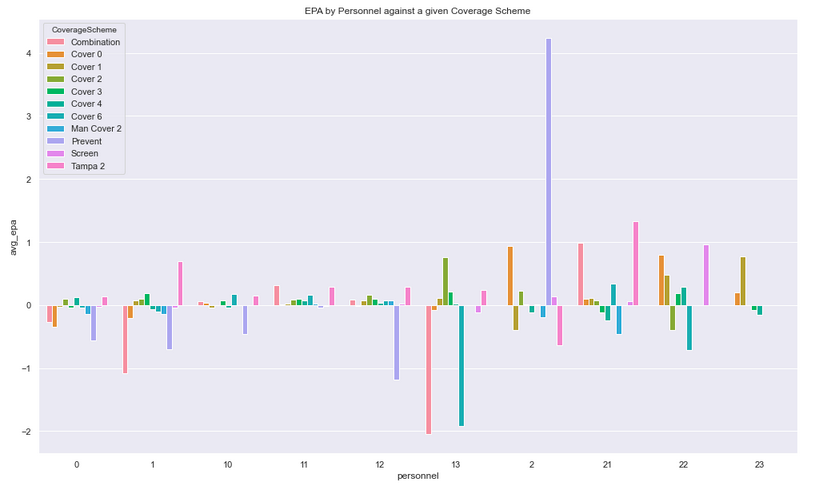 EPA by Personnel against a given Coverage Scheme
CoverageScheme
Combination
Cover 0
Cover 1
Cover 2
Cover 3
Cover 4
Cover 6
Man Cover 2
Prevent
Screen
Tampa 2
4
3
2
1
0
−1
−2
avg_epa
0 1 10 11 12 13 2 21 22 23
personnel